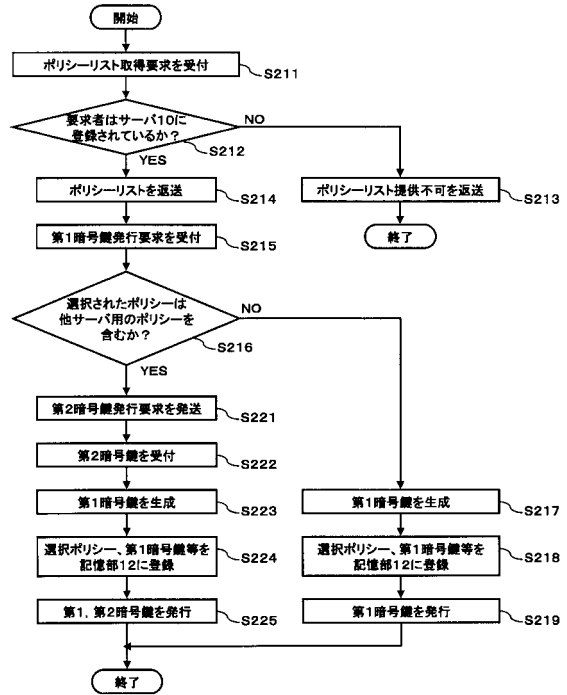 開始
ポリシーリスト取得要求を受付
S211
要求者はサーバ10に
登録されているか？
S212
NO
YES
ポリシーリストを返送
S214
ポリシーリスト提供不可を返送
S213
終了
第1暗号鍵発行要求を受付
S215
選択されたポリシーは
他サーバ用のポリシーを
含むか？
S216
NO
YES
第2暗号鍵発行要求を発送
S221
第2暗号鍵を受付
S222
第1暗号鍵を生成
S223
第1暗号鍵を生成
S217
選択ポリシー、第1暗号鍵等を
記憶部12に登録
S224
選択ポリシー、第1暗号鍵等を
記憶部12に登録
S218
第1，第2暗号鍵を発行
S225
第1暗号鍵を発行
S219
終了